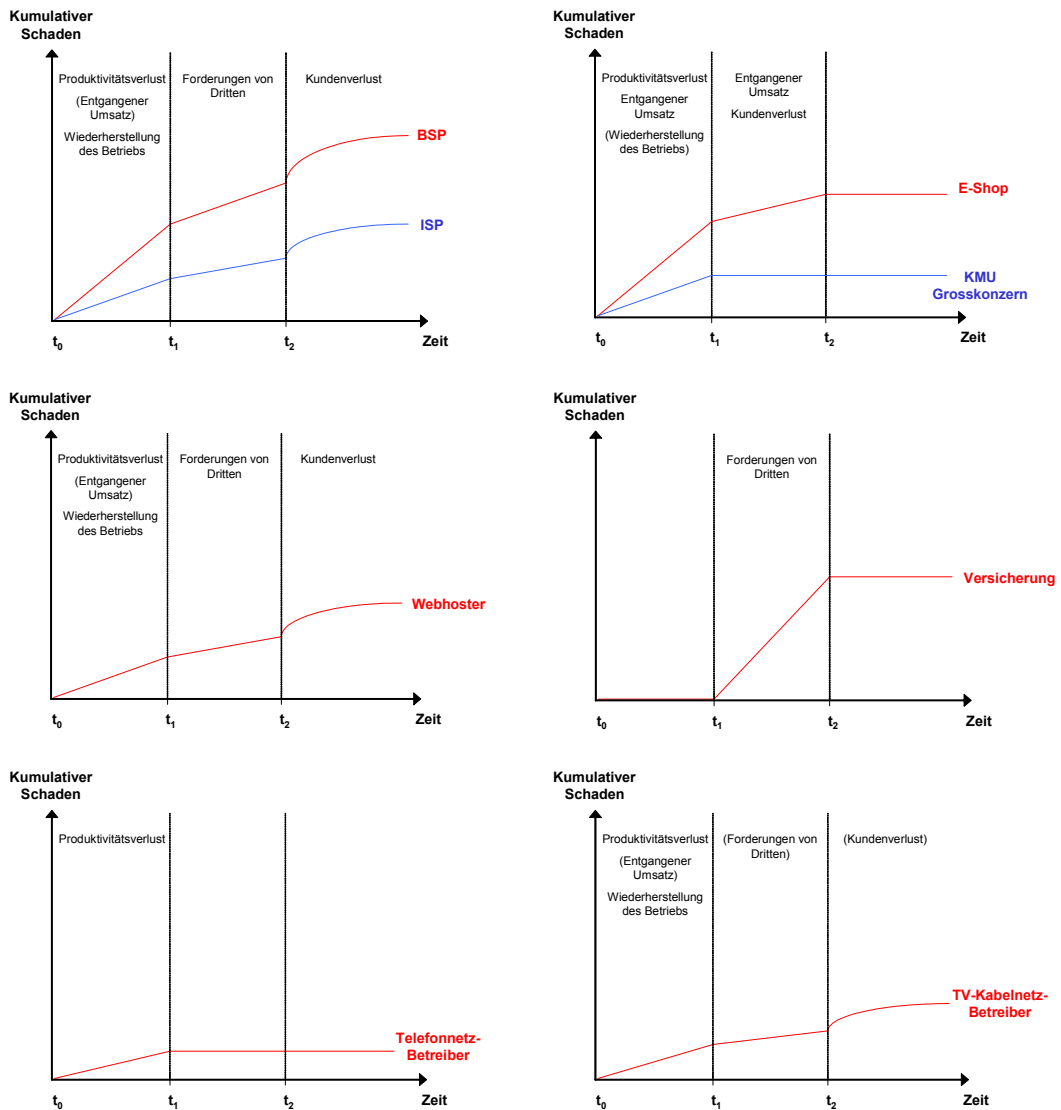 Kumulativer
Schaden
Produktivitätsverlust
(Entgangener
Umsatz)
Wiederherstellung
des Betriebs
Forderungen von
Dritten
Kundenverlust
BSP
ISP
t0
t1
t2
Zeit
Kumulativer
Schaden
Produktivitätsverlust
Entgangener
Umsatz
(Wiederherstellung
des Betriebs)
Entgangener
Umsatz
Kundenverlust
E-Shop
KMU
Grosskonzern
t0
t1
t2
Zeit
Kumulativer
Schaden
Produktivitätsverlust
(Entgangener
Umsatz)
Wiederherstellung
des Betriebs
Forderungen von
Dritten
Kundenverlust
Webhoster
t0
t1
t2
Zeit
Kumulativer
Schaden
Forderungen von
Dritten
Versicherung
t0
t1
t2
Zeit
Kumulativer
Schaden
Produktivitätsverlust
Telefonnetz-
Betreiber
t0
t1
t2
Zeit
Kumulativer
Schaden
Produktivitätsverlust
(Entgangener
Umsatz)
Wiederherstellung
des Betriebs
(Forderungen von
Dritten)
(Kundenverlust)
TV-Kabelnetz-
Betreiber
t0
t1
t2
Zeit